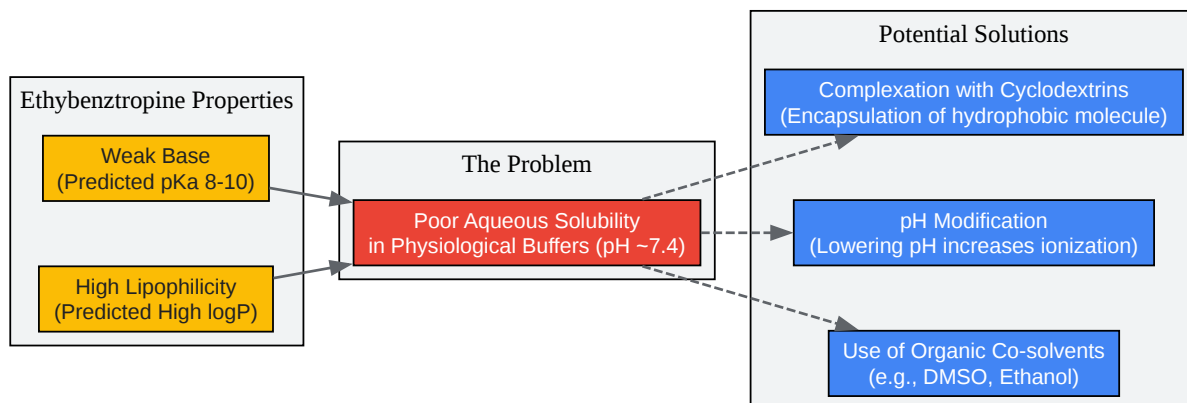 Ethybenztropine Properties
Weak Base
(Predicted pKa 8-10)
High Lipophilicity
(Predicted High logP)
The Problem
Poor Aqueous Solubility
in Physiological Buffers (pH ~7.4)
Potential Solutions
Complexation with Cyclodextrins
(Encapsulation of hydrophobic molecule)
pH Modification
(Lowering pH increases ionization)
Use of Organic Co-solvents
(e.g., DMSO, Ethanol)